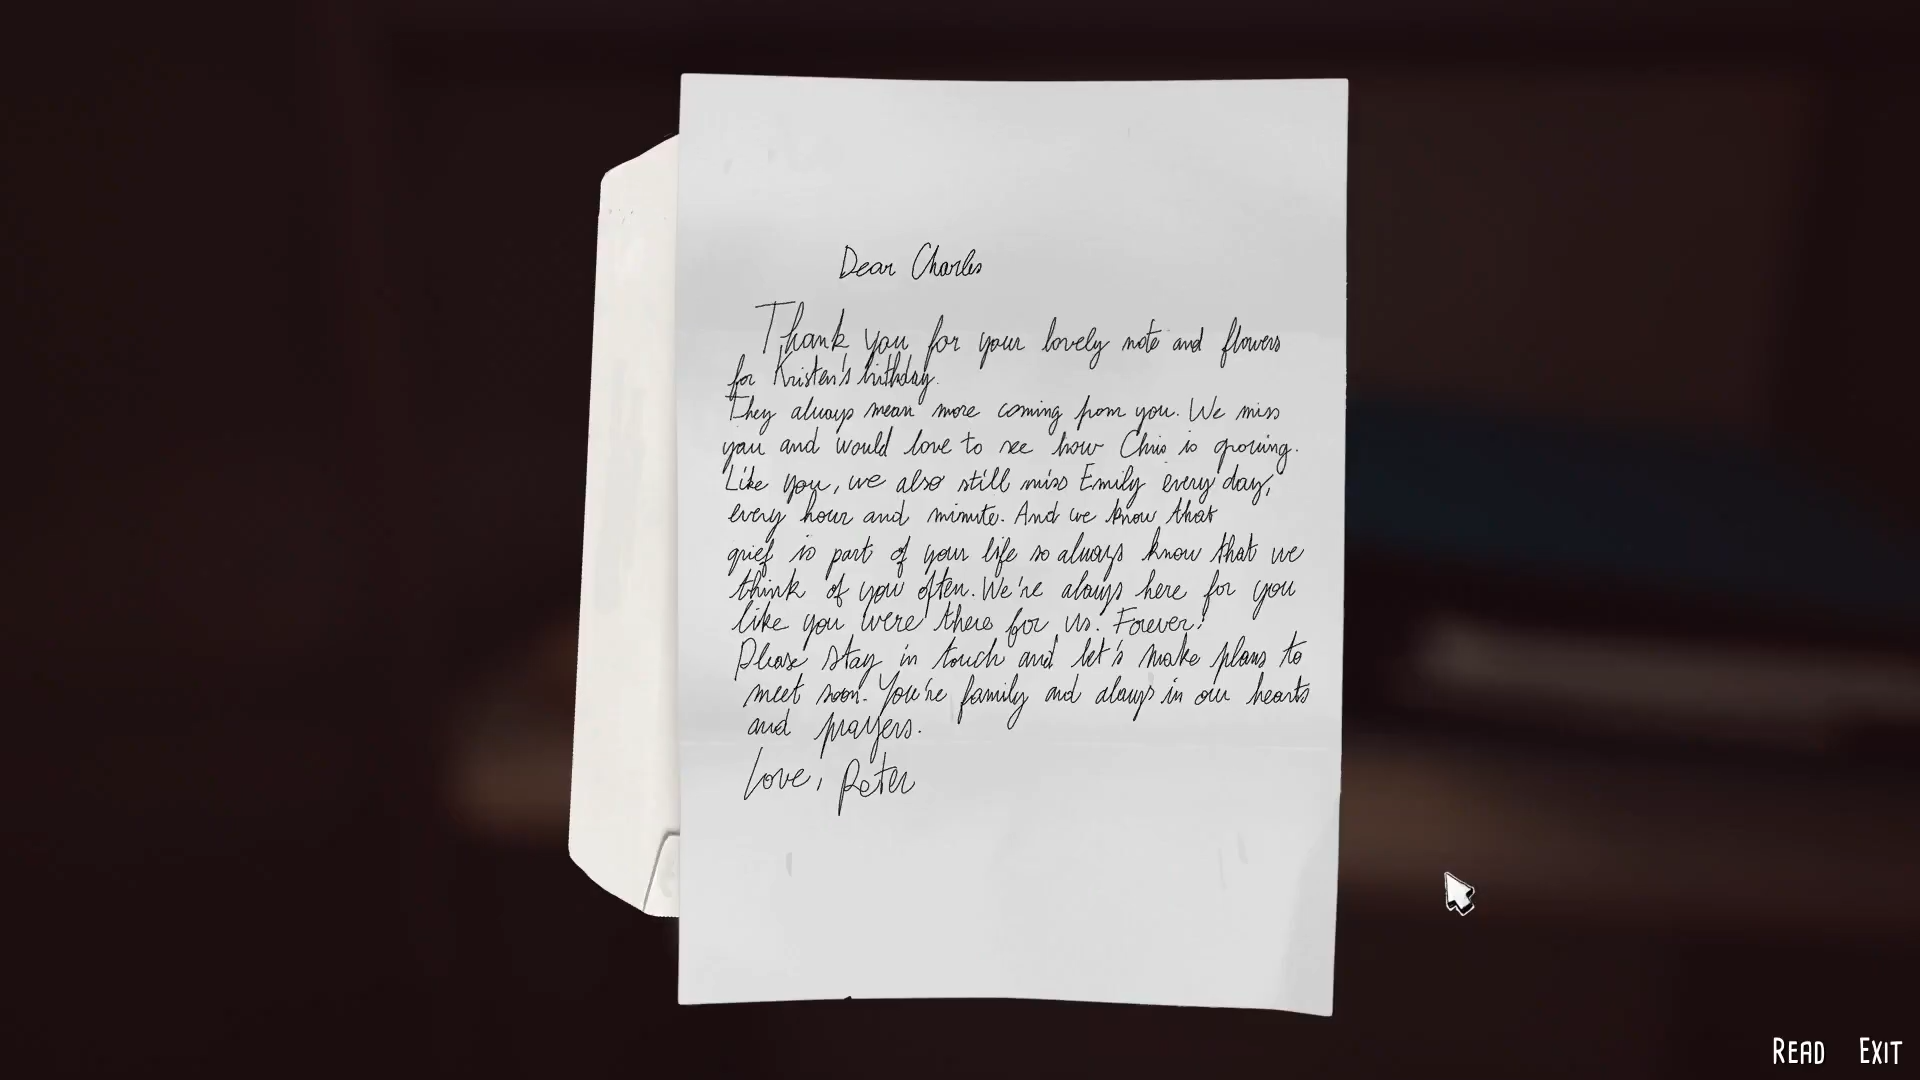 Dear Charles
Thank you for your lovely note and flowers
for Kristen's birthday.
They always mean more coming from you. We miss
you and would love to see how Chris is growing.
Like you, we also still miss Emily every day,
every hour and minute. And we know that
grief is part of your life so always know that we
think of you often. We're always here for you
like you were there for us. Forever!
Please stay in touch and let's make plans to
meet soon. You're family and always in our hearts
and prayers.
Love, Peter
READ EXIT